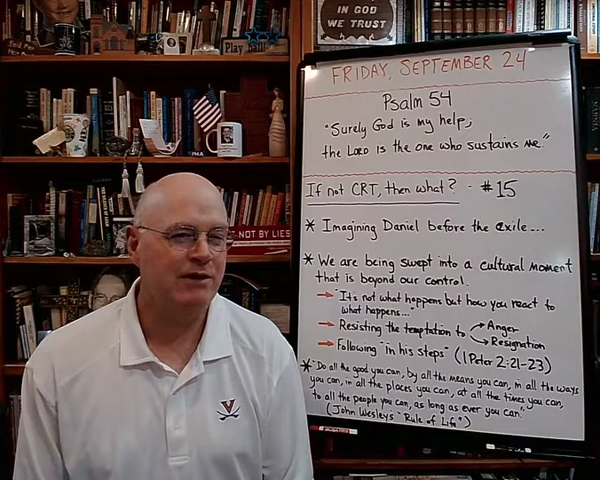 IN GOD
WE TRUST
Play Ball
NOT BY LIES
FRIDAY, SEPTEMBER 24
Psalm 54
"Surely God is my help;
the LORD is the one who sustains me."
If not CRT, then what? - #15
* Imagining Daniel before the exile...
* We are being swept into a cultural moment
that is beyond our control.
→ "It's not what happens but how you react to
what happens...
→ Resisting the temptation to → Anger
→ Resignation
→ Following "in his steps" (1 Peter 2:21-23)
* "Do all the good you can, by all the means you can, in all the ways
you can, in all the places you can, at all the times you can,
to all the people you can, as long as ever you can."
(John Wesley's "Rule of Life")
V